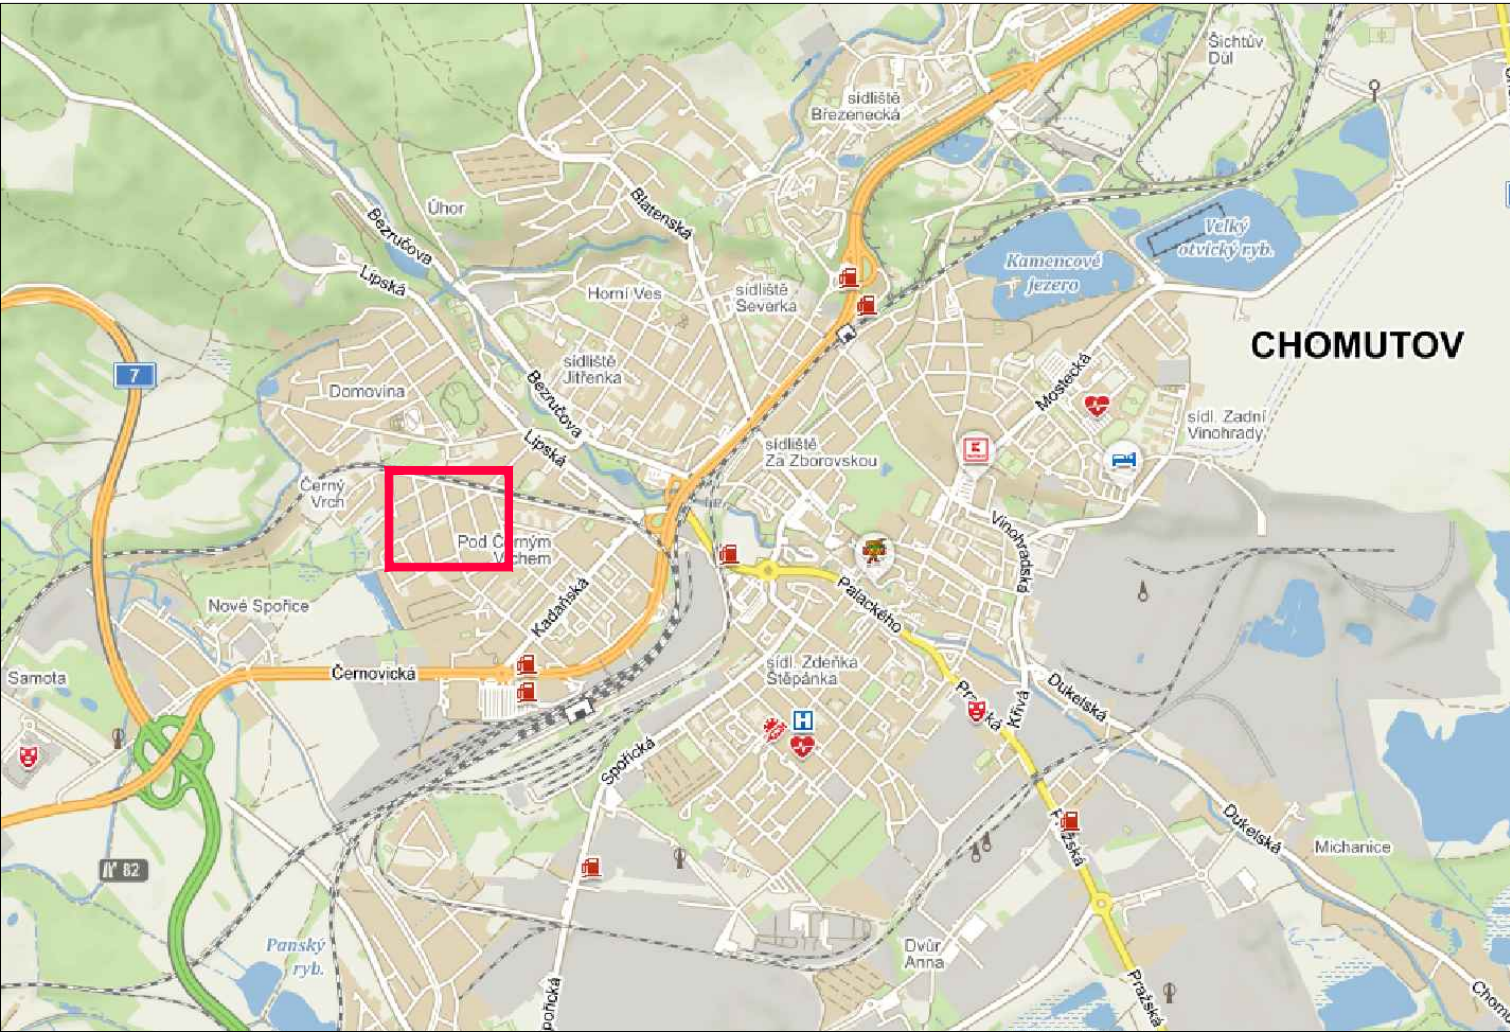 Šichtův
Důl
sídliště
Březenecká
Úhor
Blatenská
Bezručova
Velký
otvický ryb.
Kamencové
jezero
Lipská
Horní Ves
sídliště
Severka
CHOMUTOV
7
sídliště
Jitřenka
Domovina
Bezručova
Mostecká
sídl. Zadní
Vinohrady
Lipská
sídliště
Za Zborovskou
Černý
Vrch
Pod Černým
Vrchem
Vinohradská
Nové Spořice
Kadaňská
Palackého
Samota
Černovická
sídl. Zdeňka
Štěpánka
Dukelská
Pražská
Křivá
H
Spořická
Pražská
Dukelská
Michanice
82
Panský
ryb.
Dvůr
Anna
Pražská
ořická
Chom